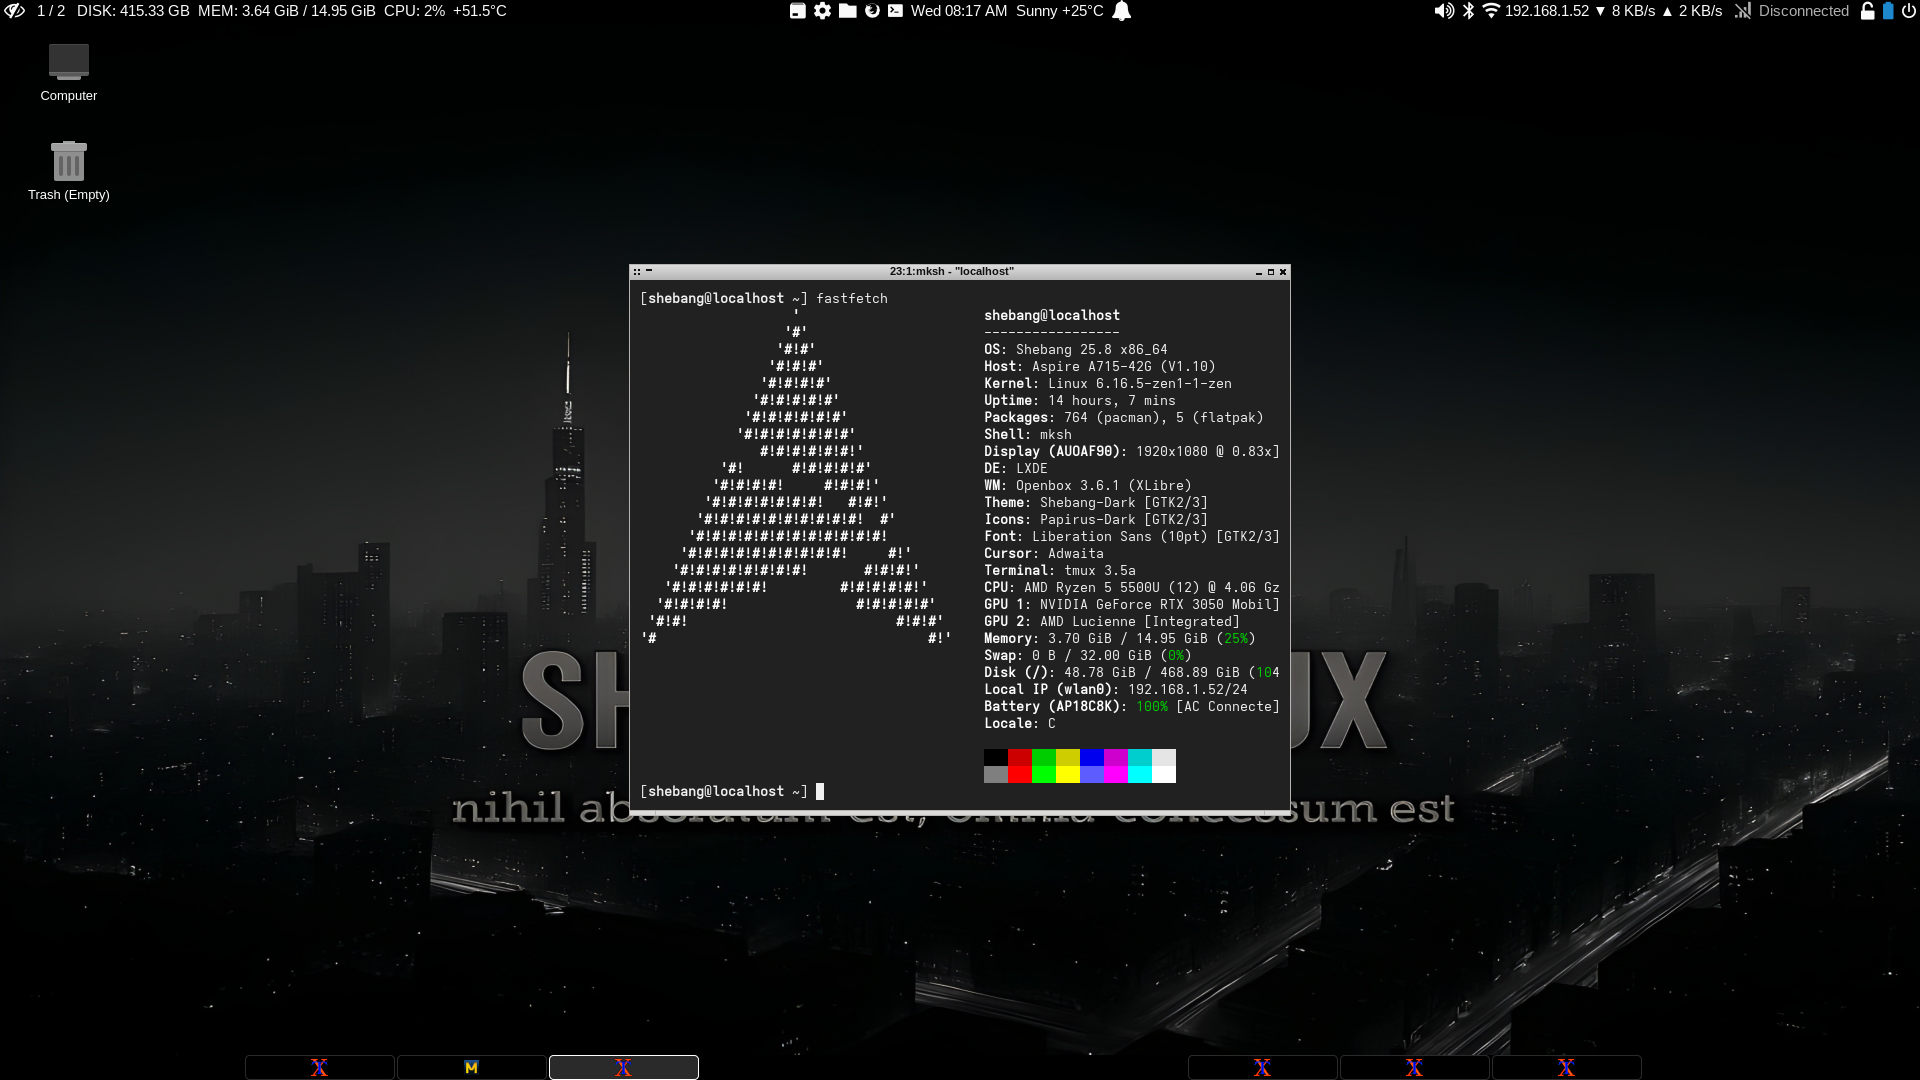 1 / 2 DISK: 415.33 GB MEM: 3.64 GiB / 14.95 GiB CPU: 2% +51.5°C
Wed 08:17 AM Sunny +25°C
192.168.1.52 ▼ 8 KB/s ▲ 2 KB/s Disconnected
Computer
Trash (Empty)
23:1:mksh - "localhost"
[shebang@localhost ~] fastfetch
'
'#'
'#!#'
'#!#!#'
'#!#!#!#'
'#!#!#!#!#'
'#!#!#!#!#!#'
'#!#!#!#!#!#!#'
#!#!#!#!#!#!'
'#! #!#!#!#!#'
'#!#!#!#! #!#!#!'
'#!#!#!#!#!#!#! #!#!'
'#!#!#!#!#!#!#!#!#!#! #'
'#!#!#!#!#!#!#!#!#!#!#!#!
'#!#!#!#!#!#!#!#!#!#! #!'
'#!#!#!#!#!#!#!#! #!#!#!'
'#!#!#!#!#!#! #!#!#!#!#!'
'#!#!#!#! #!#!#!#!#'
'#!#! #!#!#'
'# #!'
shebang@localhost
-----------------
OS: Shebang 25.8 x86_64
Host: Aspire A715-42G (V1.10)
Kernel: Linux 6.16.5-zen1-1-zen
Uptime: 14 hours, 7 mins
Packages: 764 (pacman), 5 (flatpak)
Shell: mksh
Display (AUOAF90): 1920x1080 @ 0.83x]
DE: LXDE
WM: Openbox 3.6.1 (XLibre)
Theme: Shebang-Dark [GTK2/3]
Icons: Papirus-Dark [GTK2/3]
Font: Liberation Sans (10pt) [GTK2/3]
Cursor: Adwaita
Terminal: tmux 3.5a
CPU: AMD Ryzen 5 5500U (12) @ 4.06 Gz
GPU 1: NVIDIA GeForce RTX 3050 Mobil]
GPU 2: AMD Lucienne [Integrated]
Memory: 3.70 GiB / 14.95 GiB (25%)
Swap: 0 B / 32.00 GiB (0%)
Disk (/): 48.78 GiB / 468.89 GiB (104
Local IP (wlan0): 192.168.1.52/24
Battery (AP18C8K): 100% [AC Connecte]
Locale: C
[shebang@localhost ~]
SH UX
nihil absolutum est, omnia concessum est
M